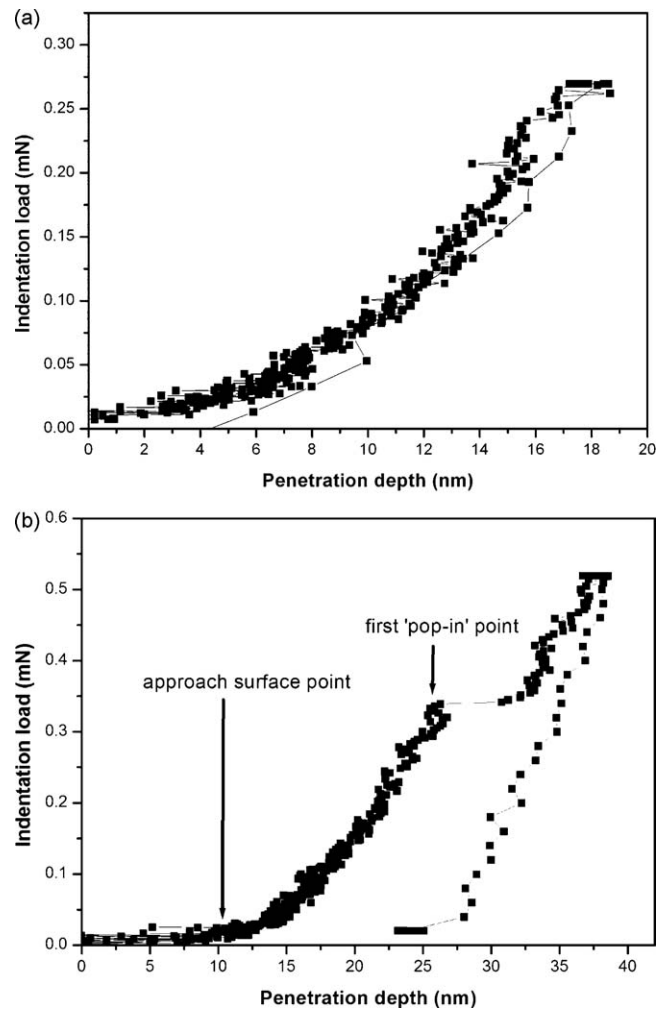 (a)
0.30
0.25
0.20
0.15
0.10
0.05
0.00
Indentation load (mN)
0 2 4 6 8 10 12 14 16 18 20
Penetration depth (nm)
(b)
0.6
0.5
0.4
0.3
0.2
0.1
0.0
Indentation load (mN)
first 'pop-in' point
approach surface point
0 5 10 15 20 25 30 35 40
Penetration depth (nm)